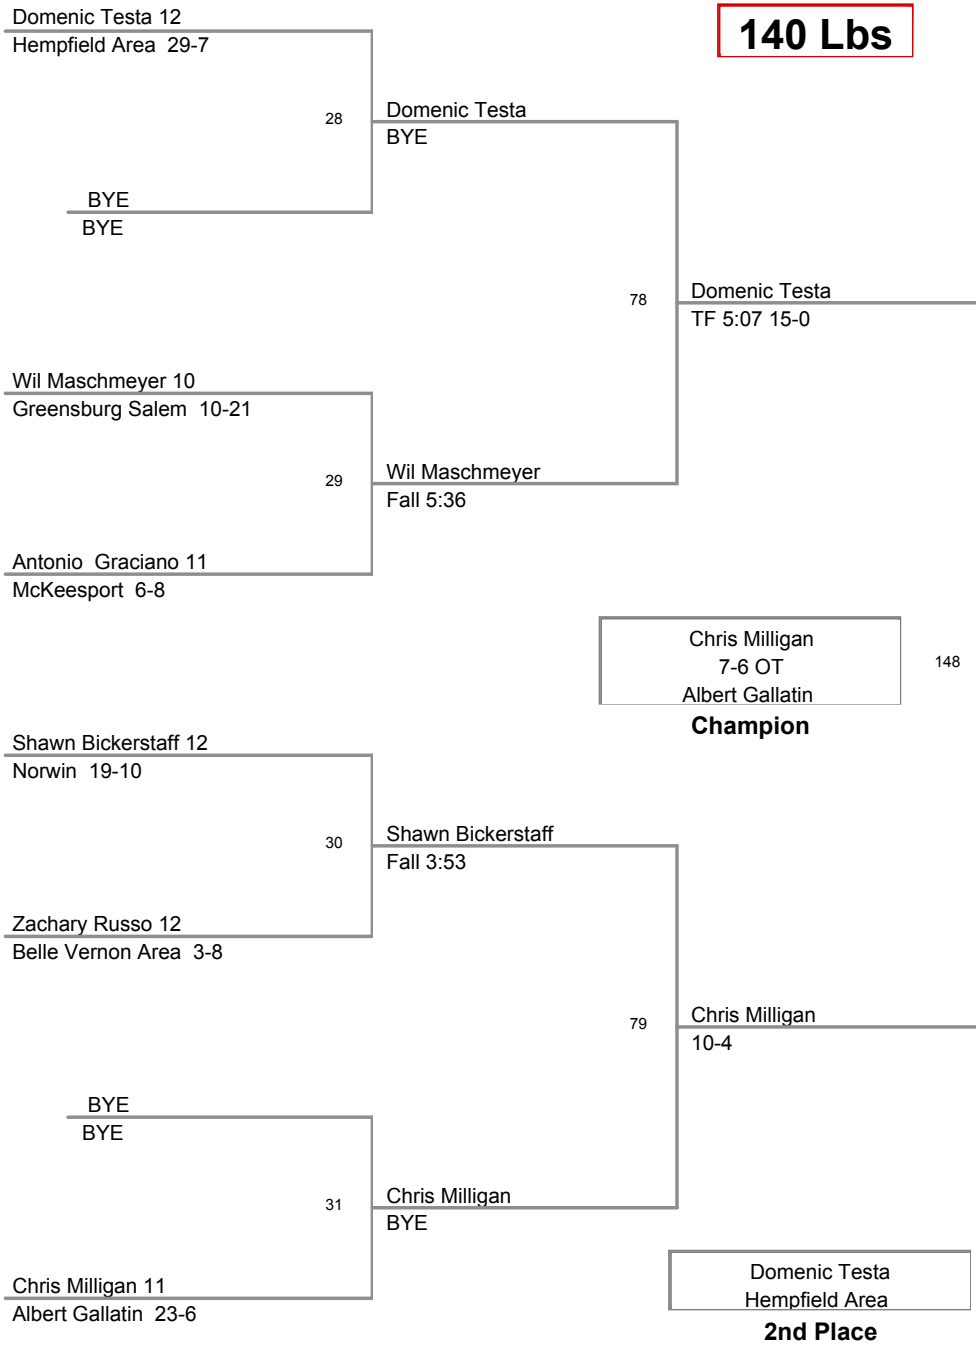 Domenic Testa 12
Hempfield Area 29-7
140 Lbs
28
Domenic Testa
BYE
BYE
BYE
78
Domenic Testa
TF 5:07 15-0
Wil Maschmeyer 10
Greensburg Salem 10-21
29
Wil Maschmeyer
Fall 5:36
Antonio Graciano 11
McKeesport 6-8
Chris Milligan
7-6 OT
Albert Gallatin
148
Champion
Shawn Bickerstaff 12
Norwin 19-10
30
Shawn Bickerstaff
Fall 3:53
Zachary Russo 12
Belle Vernon Area 3-8
79
Chris Milligan
10-4
BYE
BYE
31
Chris Milligan
BYE
Chris Milligan 11
Albert Gallatin 23-6
Domenic Testa
Hempfield Area
2nd Place